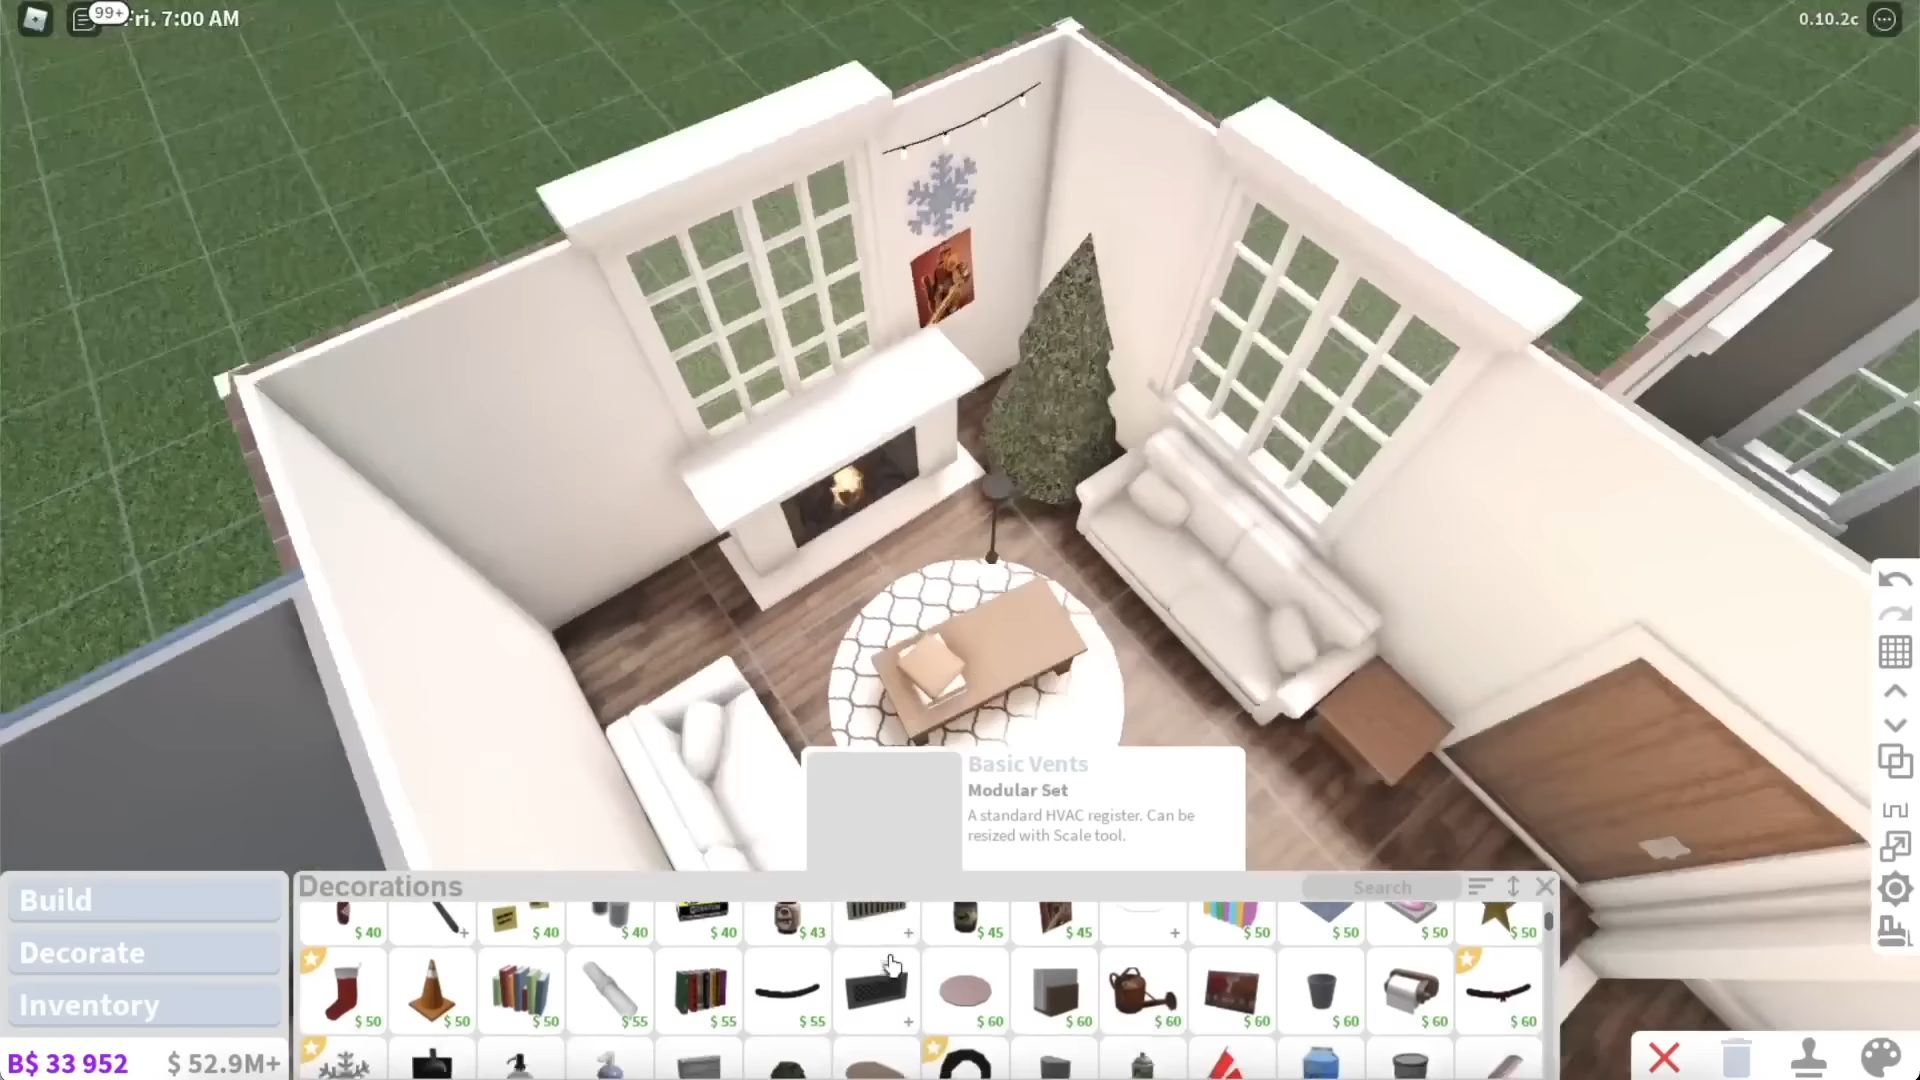 99+
Fri. 7:00 AM
0.10.2c
Basic Vents
Modular Set
A standard HVAC register. Can be
resized with Scale tool.
Build
Decorate
Inventory
B$ 33 952
$ 52.9M+
Decorations
Search
$ 40
+
$ 40
$ 40
$ 40
$ 43
+
$ 45
$ 45
+
$ 50
$ 50
$ 50
$ 50
$ 50
$ 50
$ 50
$ 55
$ 55
$ 55
+
$ 60
$ 60
$ 60
$ 60
$ 60
$ 60
$ 60